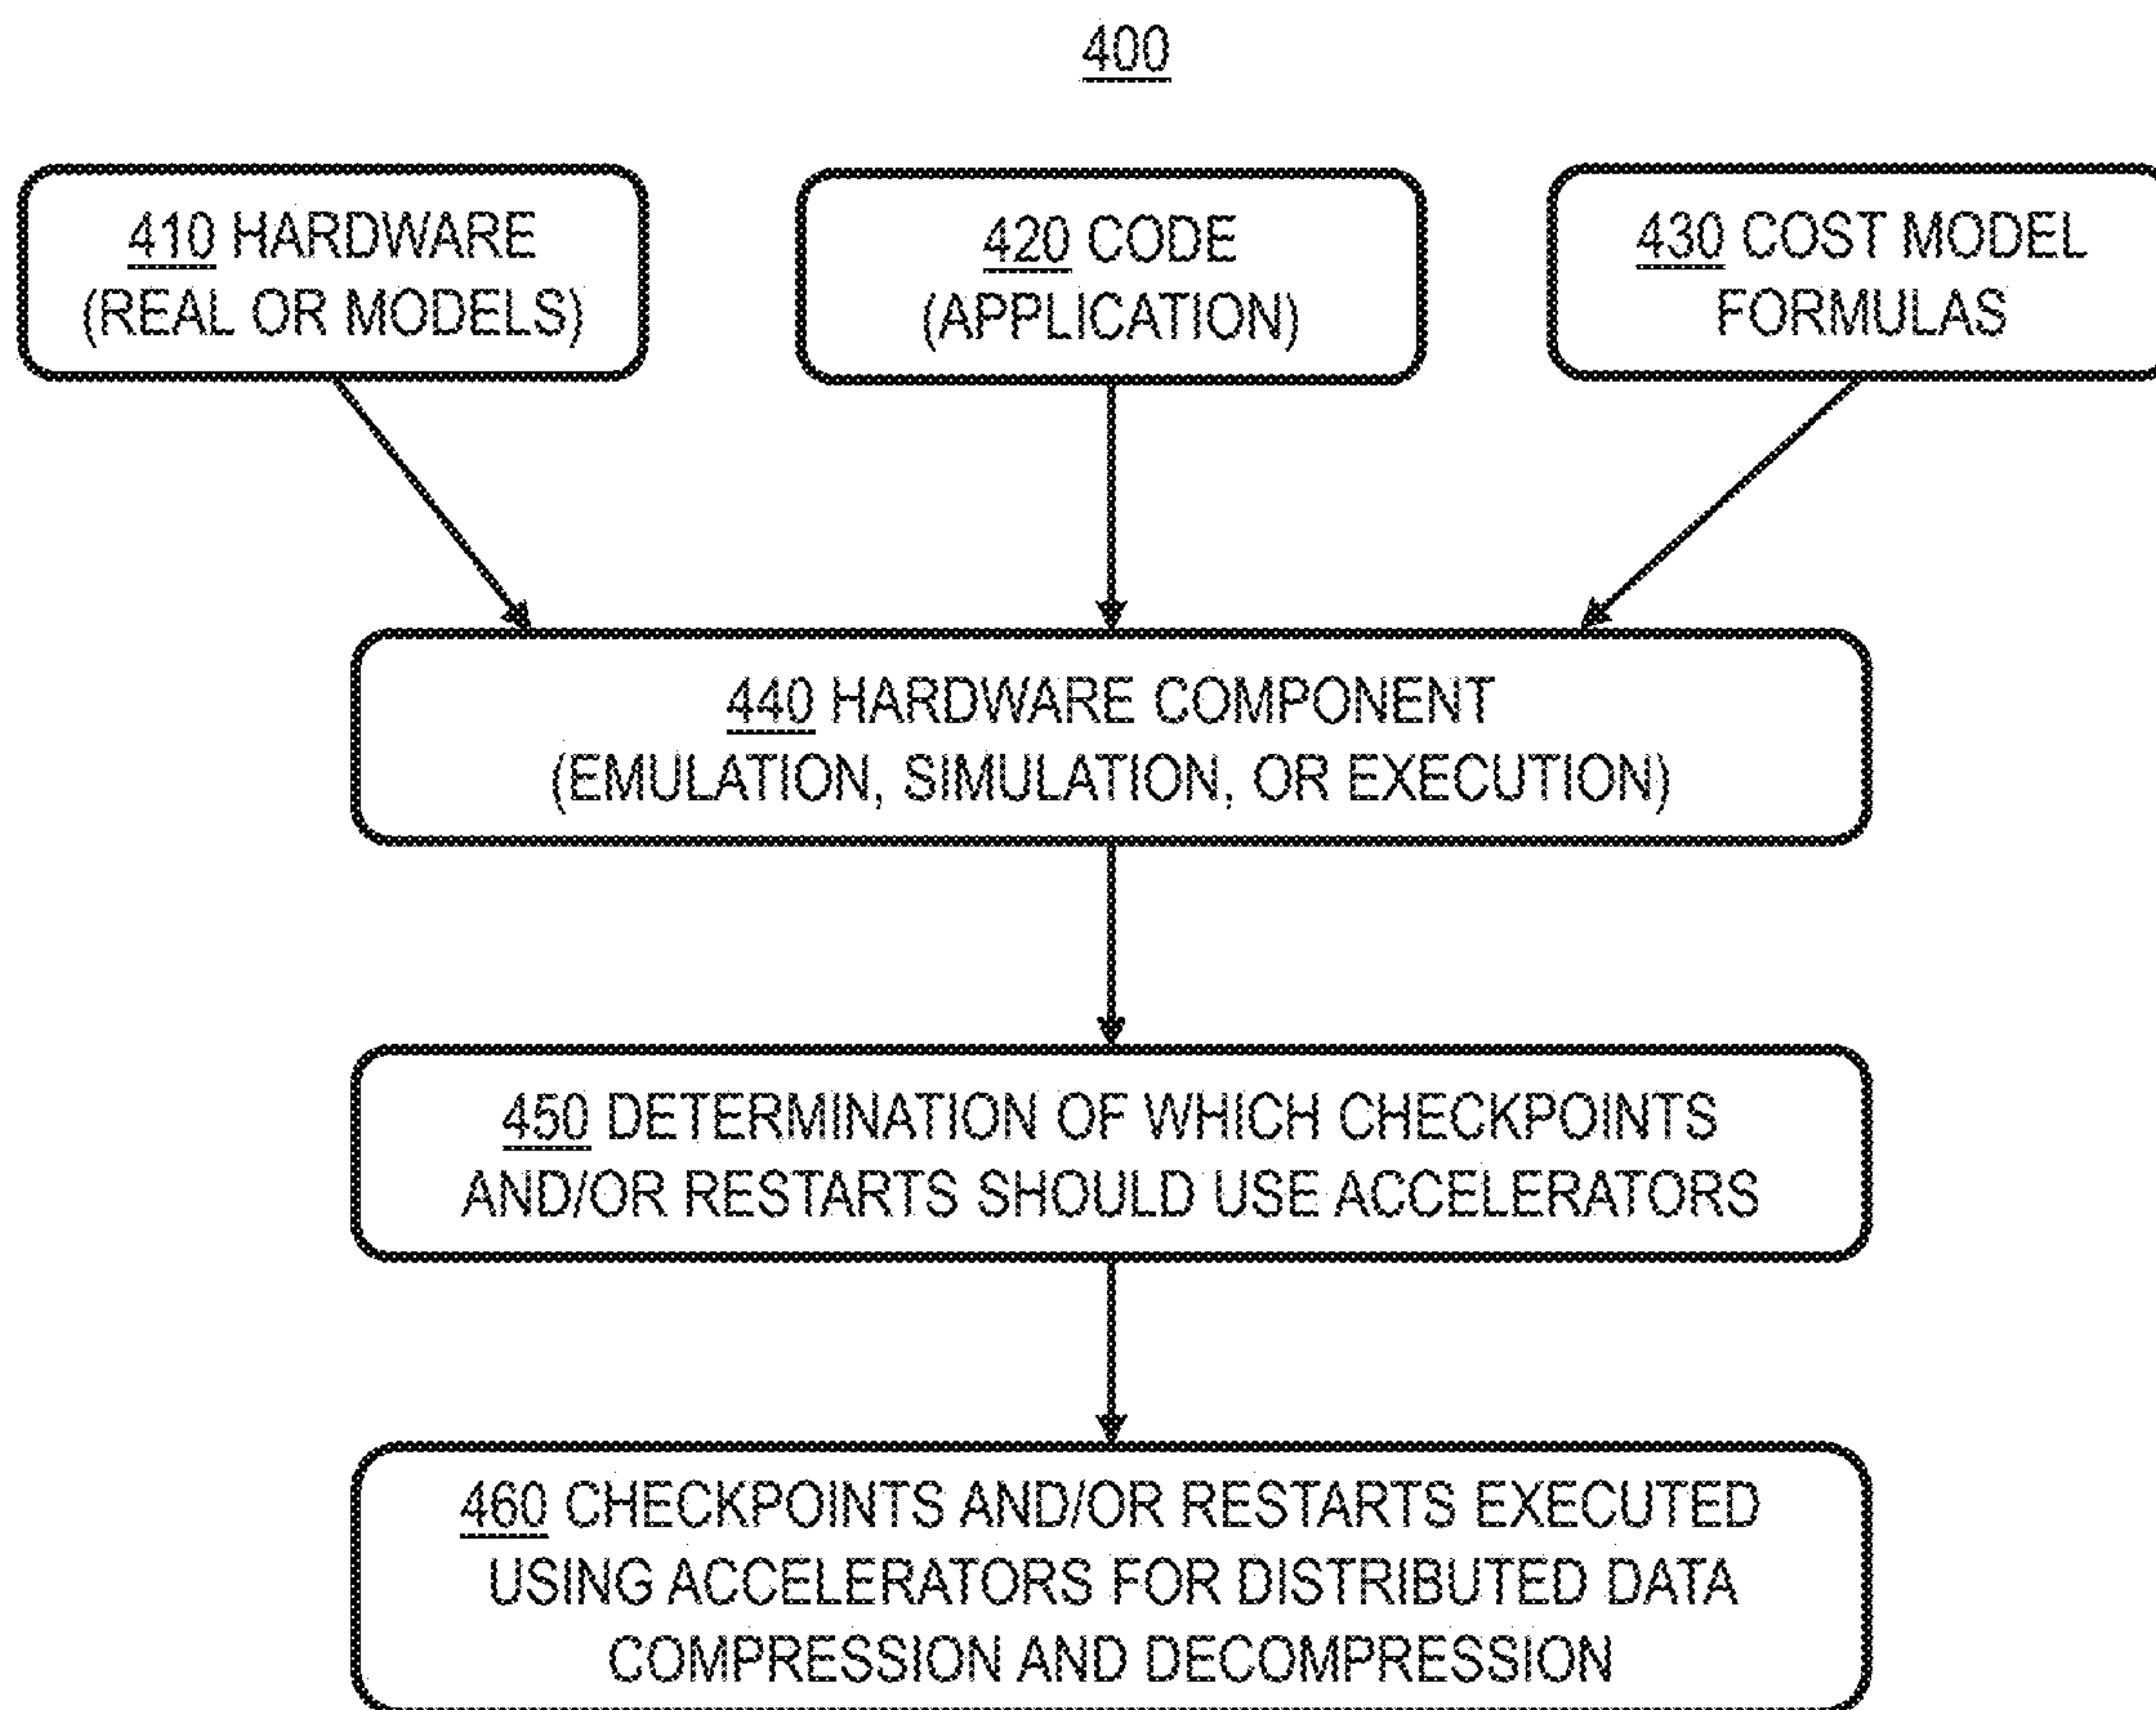 400
410 HARDWARE
(REAL OR MODELS)
420 CODE
(APPLICATION)
430 COST MODEL
FORMULAS
440 HARDWARE COMPONENT
(EMULATION, SIMULATION, OR EXECUTION)
450 DETERMINATION OF WHICH CHECKPOINTS
AND/OR RESTARTS SHOULD USE ACCELERATORS
460 CHECKPOINTS AND/OR RESTARTS EXECUTED
USING ACCELERATORS FOR DISTRIBUTED DATA
COMPRESSION AND DECOMPRESSION